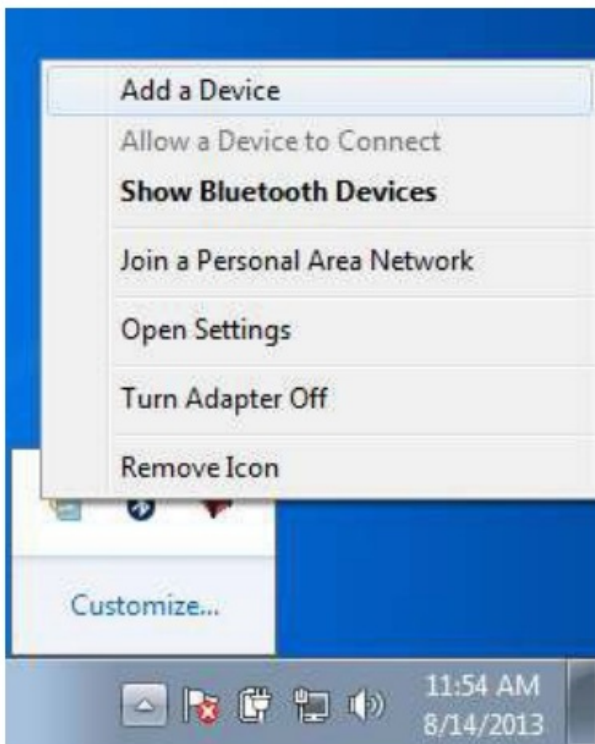 Add a Device
Allow a Device to Connect
Show Bluetooth Devices
Join a Personal Area Network
Open Settings
Turn Adapter Off
Remove Icon
Customize...
11:54 AM
8/14/2013